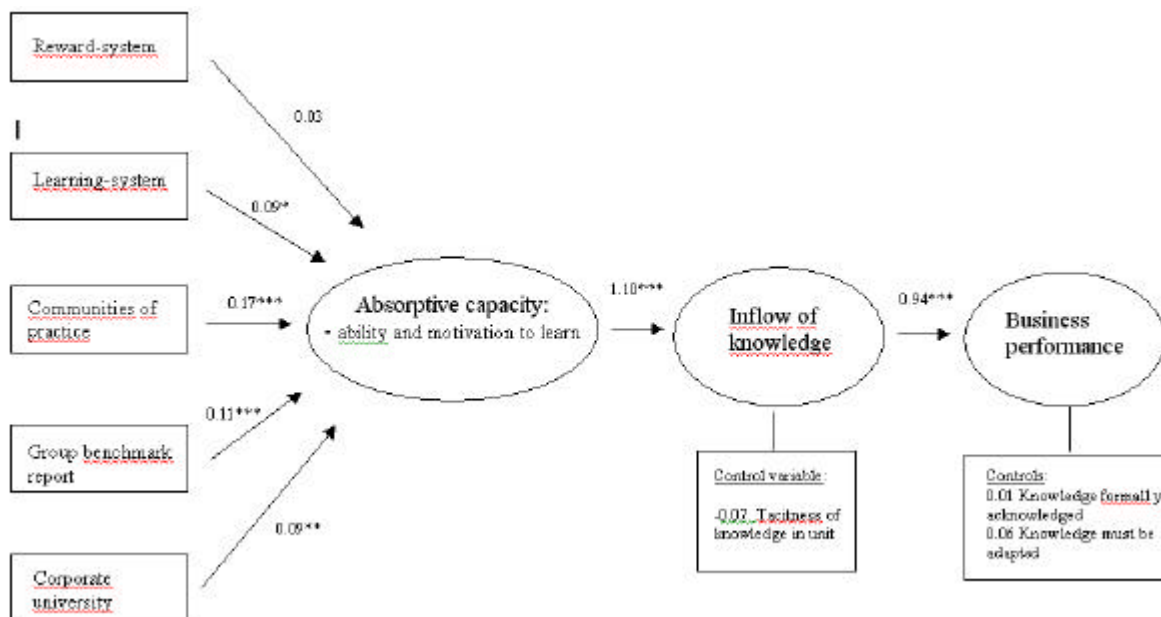 Reward-system
0.03
Learning-system
0.09*
Communities of
practice
0.17***
Absorptive capacity:
- ability and motivation to learn
1.10***
Inflow of
knowledge
0.94***
Business
performance
Group benchmark
report
0.11***
Corporate
university
0.09**
Control variable:
-0.07 Tacitness of
knowledge in unit
Controls:
0.01 Knowledge formally
acknowledged
0.06 Knowledge must be
adapted